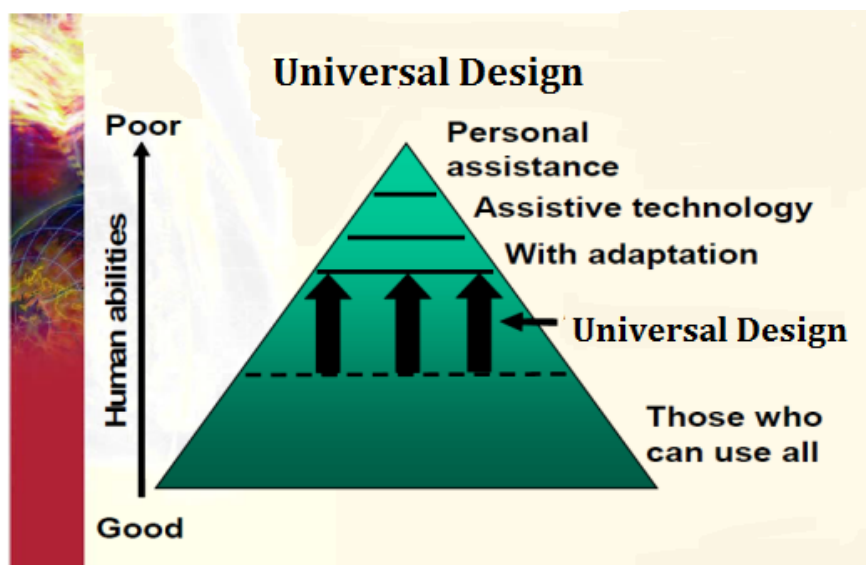 Universal Design
Poor
Human abilities
Good
Personal
assistance
Assistive technology
With adaptation
Universal Design
Those who
can use all